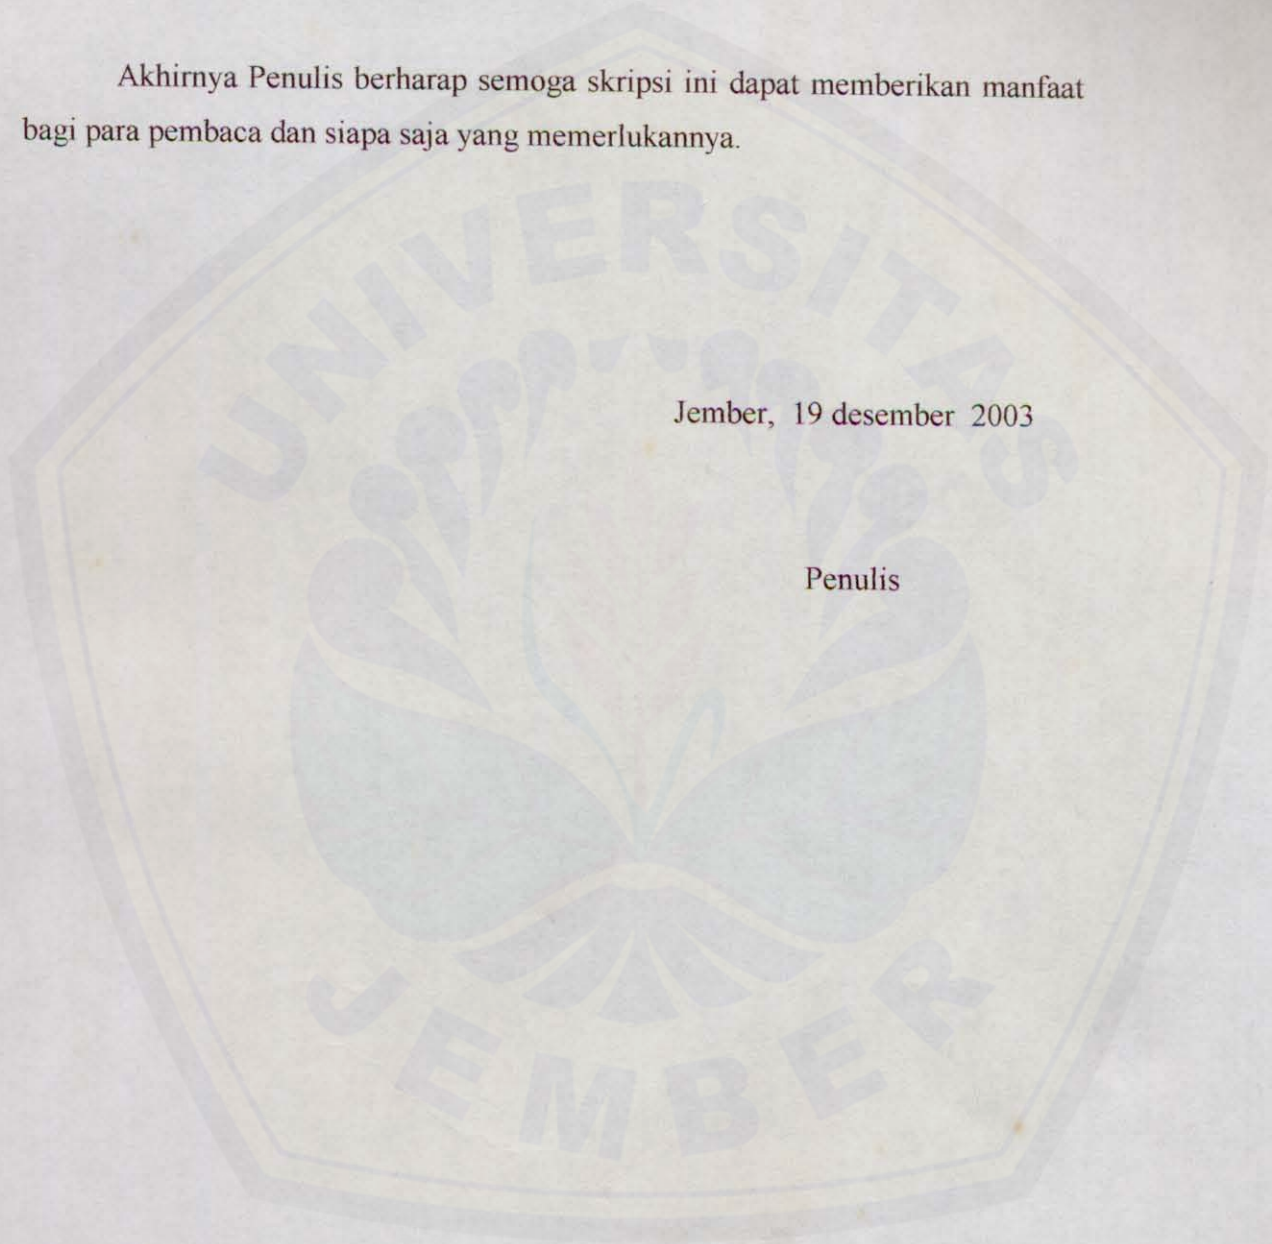 Akhirnya Penulis berharap semoga skripsi ini dapat memberikan manfaat
bagi para pembaca dan siapa saja yang memerlukannya.
UNIVERSITAS
Jember, 19 desember 2003
Penulis
JEMBER